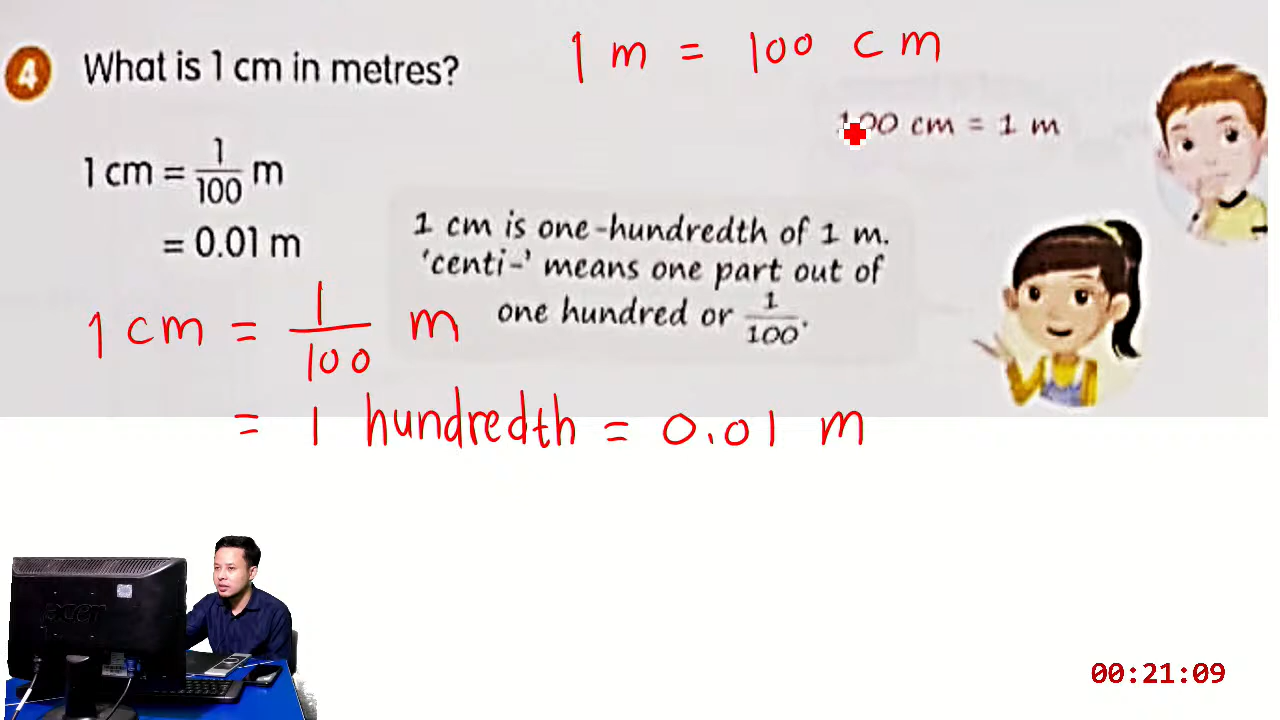 1 m = 100 cm
4 What is 1 cm in metres?
100 cm = 1 m
1 cm = 1/100 m
= 0.01 m
1 cm is one-hundredth of 1 m.
'centi-' means one part out of
one hundred or 1/100.
1 cm = 1/100 m
= 1 hundredth = 0.01 m
acer
00:21:09